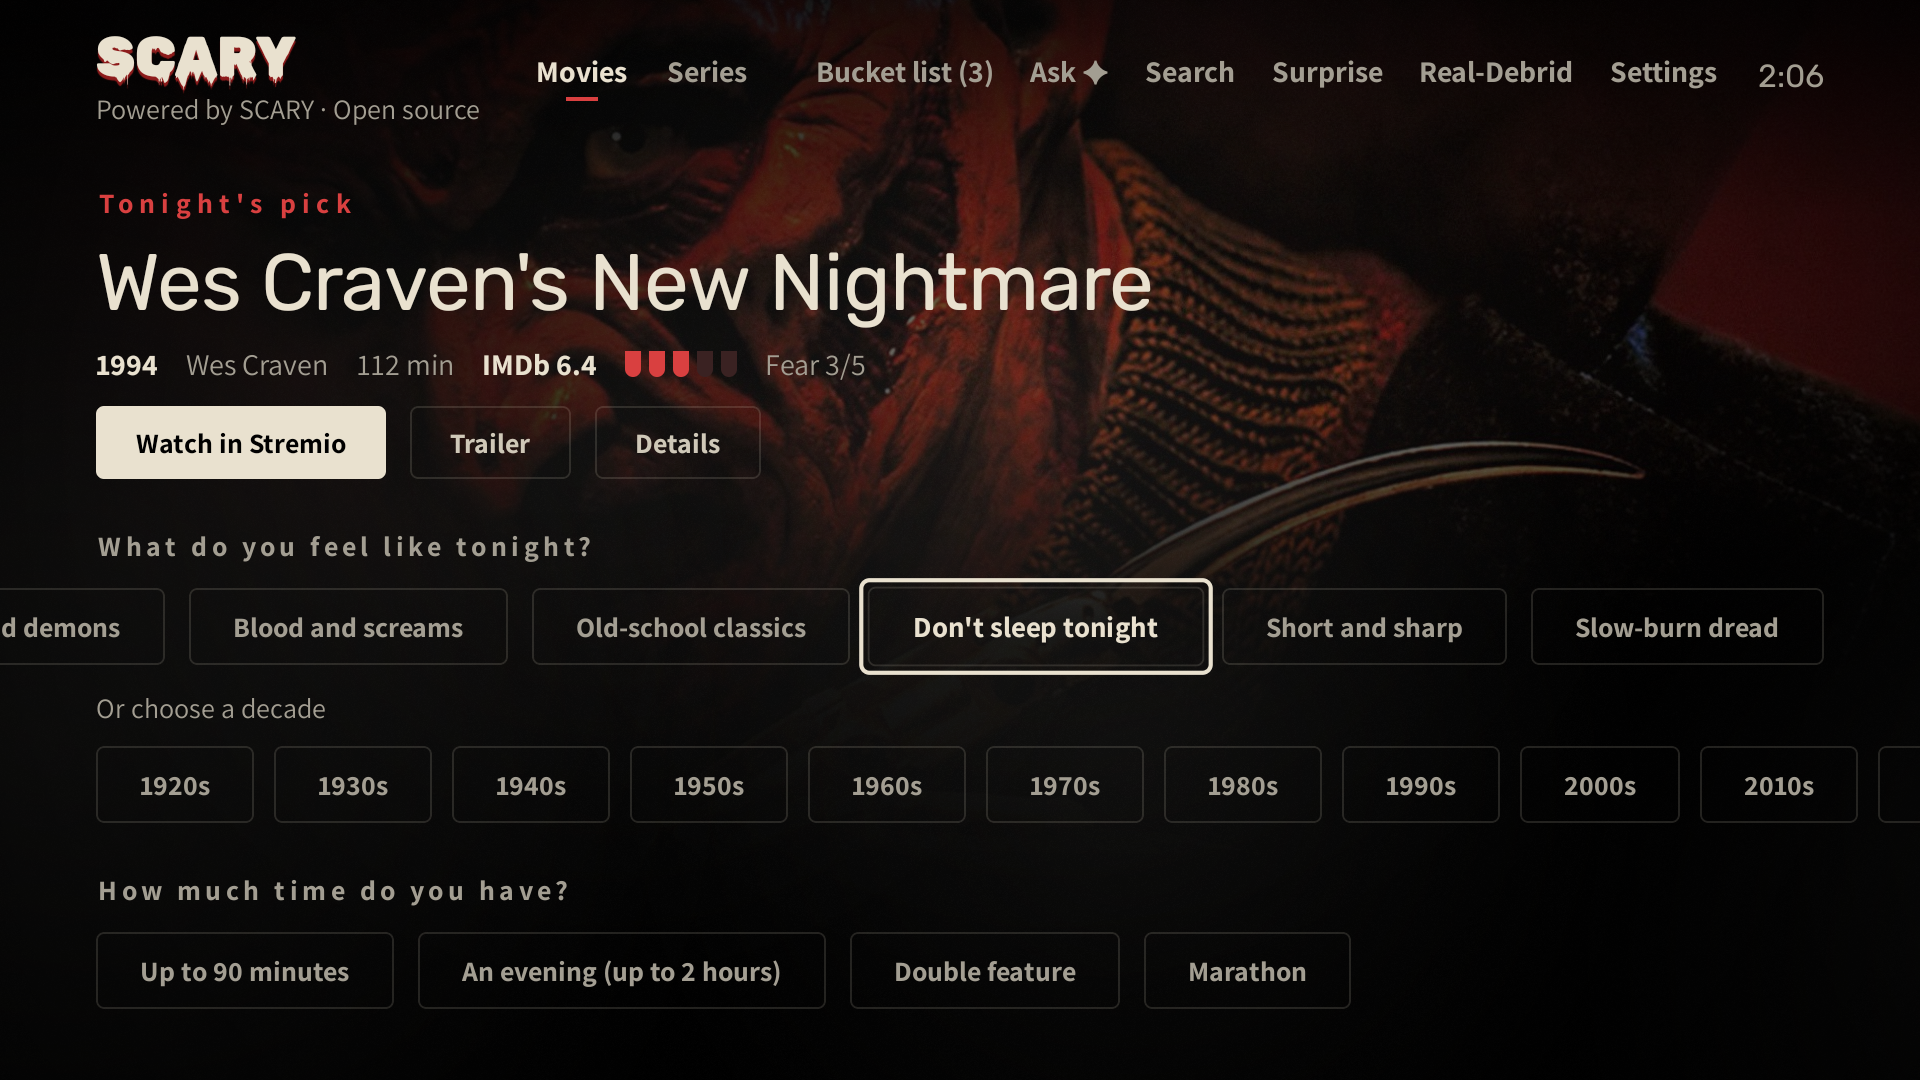 SCARY
Powered by SCARY · Open source
Movies Series Bucket list (3) Ask Search Surprise Real-Debrid Settings 2:06
Tonight's pick
Wes Craven's New Nightmare
1994 Wes Craven 112 min IMDb 6.4 Fear 3/5
Watch in Stremio Trailer Details
What do you feel like tonight?
d demons Blood and screams Old-school classics Don't sleep tonight Short and sharp Slow-burn dread
Or choose a decade
1920s 1930s 1940s 1950s 1960s 1970s 1980s 1990s 2000s 2010s
How much time do you have?
Up to 90 minutes An evening (up to 2 hours) Double feature Marathon